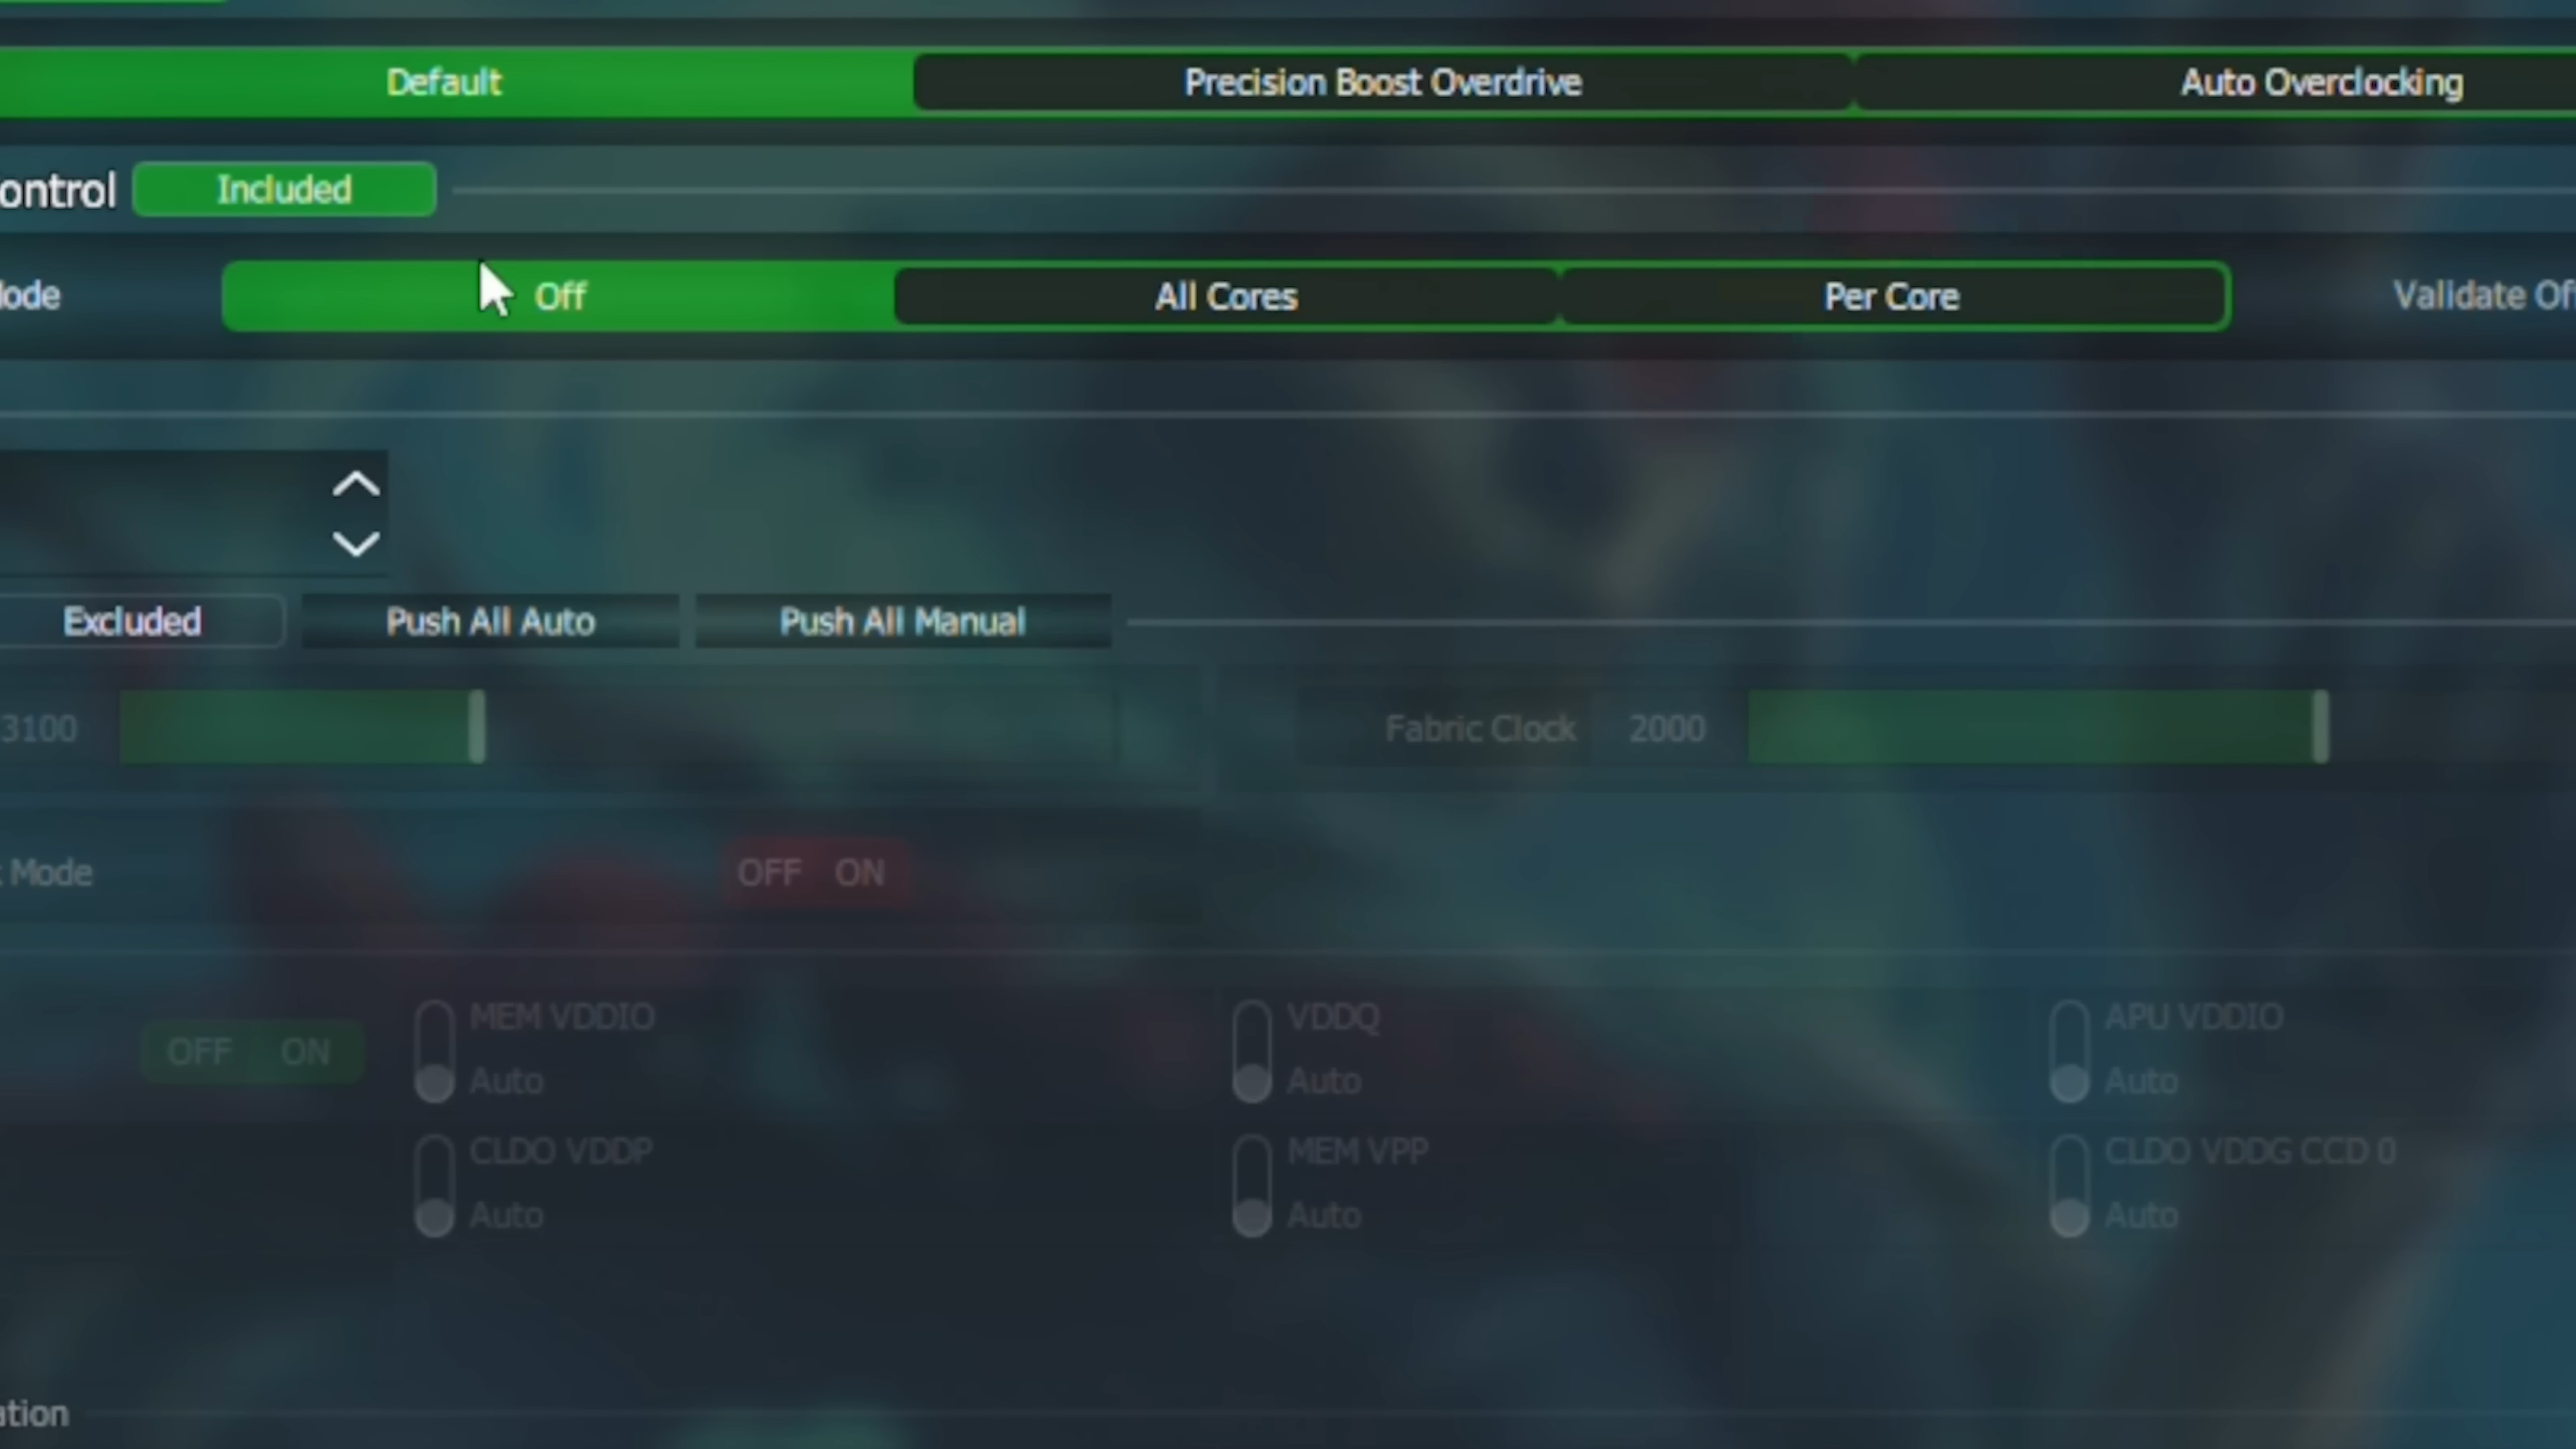 Default Precision Boost Overdrive Auto Overclocking
ontrol Included
ode Off All Cores Per Core Validate Of
Excluded Push All Auto Push All Manual
3100 Fabric Clock 2000
Mode OFF ON
OFF ON MEM VDDIO VDDQ APU VDDIO
Auto Auto Auto
CLDO VDDP MEM VPP CLDO VDDG CCD 0
Auto Auto Auto
ation